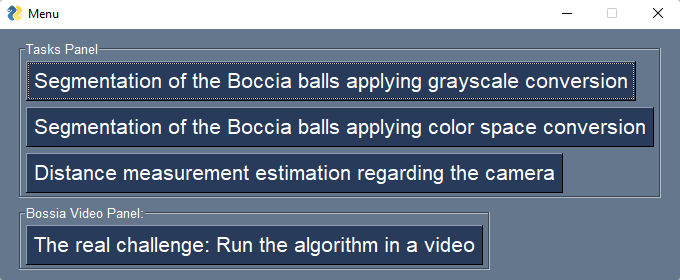 Menu
Tasks Panel
Segmentation of the Boccia balls applying grayscale conversion
Segmentation of the Boccia balls applying color space conversion
Distance measurement estimation regarding the camera
Bossia Video Panel:
The real challenge: Run the algorithm in a video